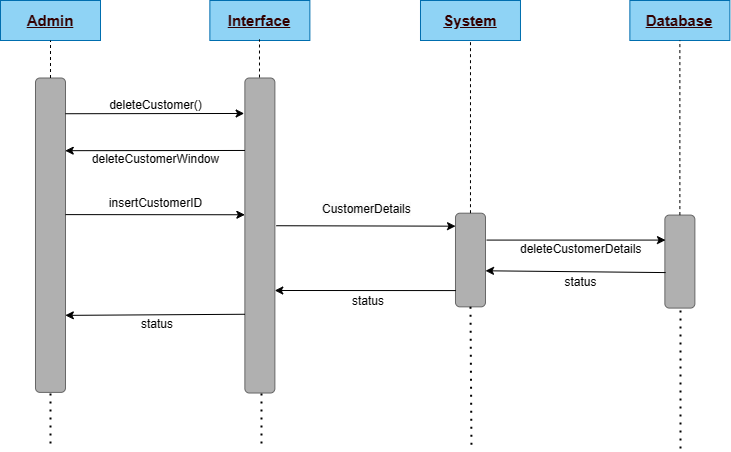 Admin
Interface
System
Database
deleteCustomer()
deleteCustomerWindow
insertCustomerID
CustomerDetails
deleteCustomerDetails
status
status
status